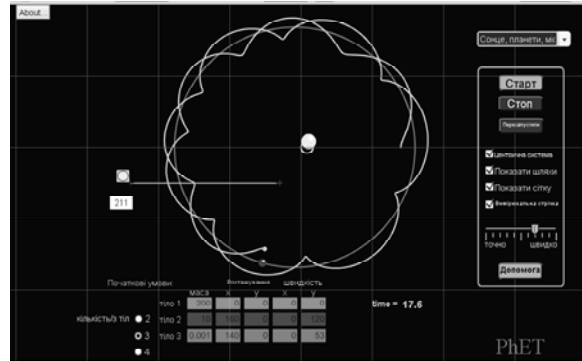 About...
Сонце, планети, мі
Старт
Стоп
Перезапустити
Центрична система
Показати шляхи
Показати сітку
Вимірювальна стрічка
точно швидко
Допомога
211
Початкові умови: Розташування швидкість
маса x y x y
тіло 1 200 0 0 0 0
тіло 2 10 160 0 0 120
тіло 3 0.001 140 0 0 53
кількість/з тіл 2
3
4
time = 17.6
PhET